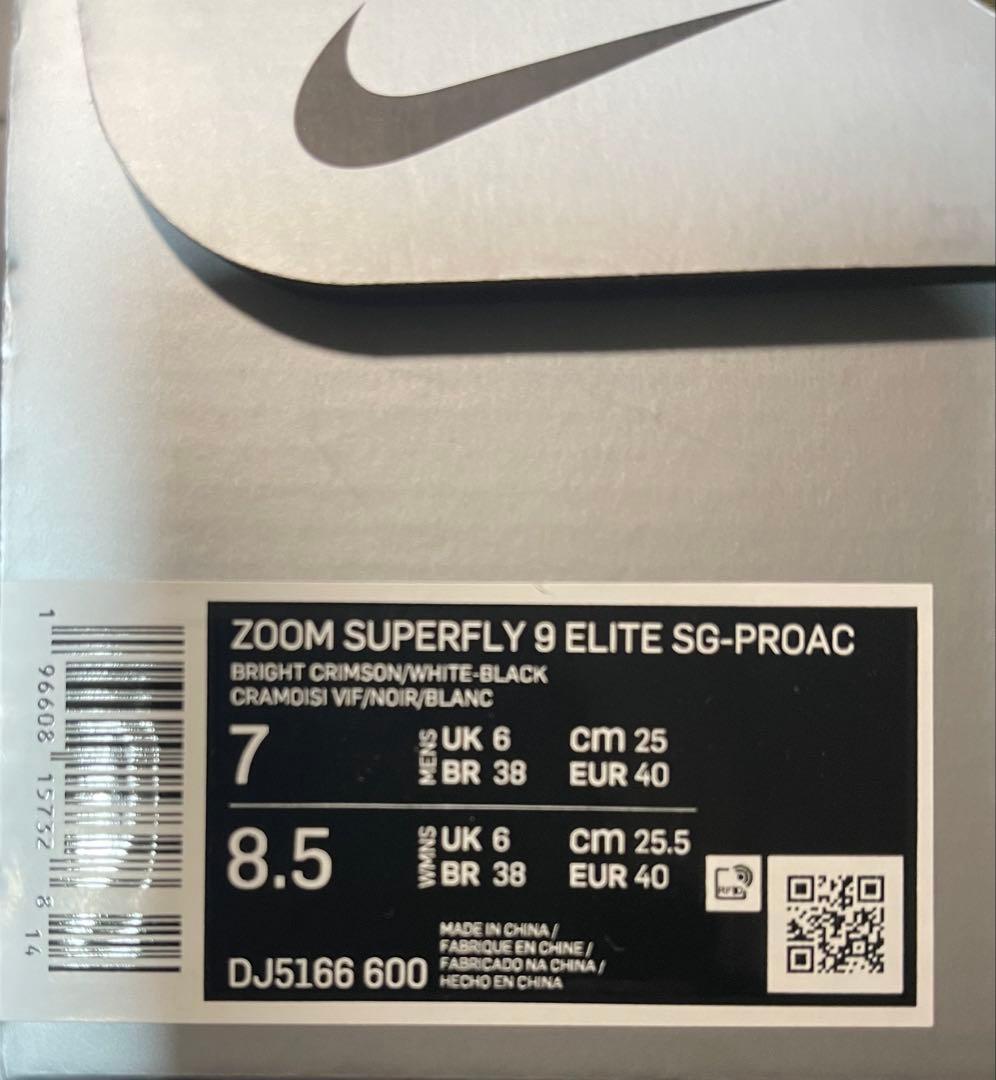 ZOOM SUPERFLY 9 ELITE SG-PROAC
BRIGHT CRIMSON/WHITE-BLACK
CRAMOISI VIF/NOIR/BLANC
7 MENS UK 6 cm 25
BR 38 EUR 40
8.5 WMNS UK 6 cm 25.5
BR 38 EUR 40
RFID
MADE IN CHINA /
FABRIQUE EN CHINE /
FABRICADO NA CHINA /
HECHO EN CHINA
DJ5166 600
1 96608 15732 8 14